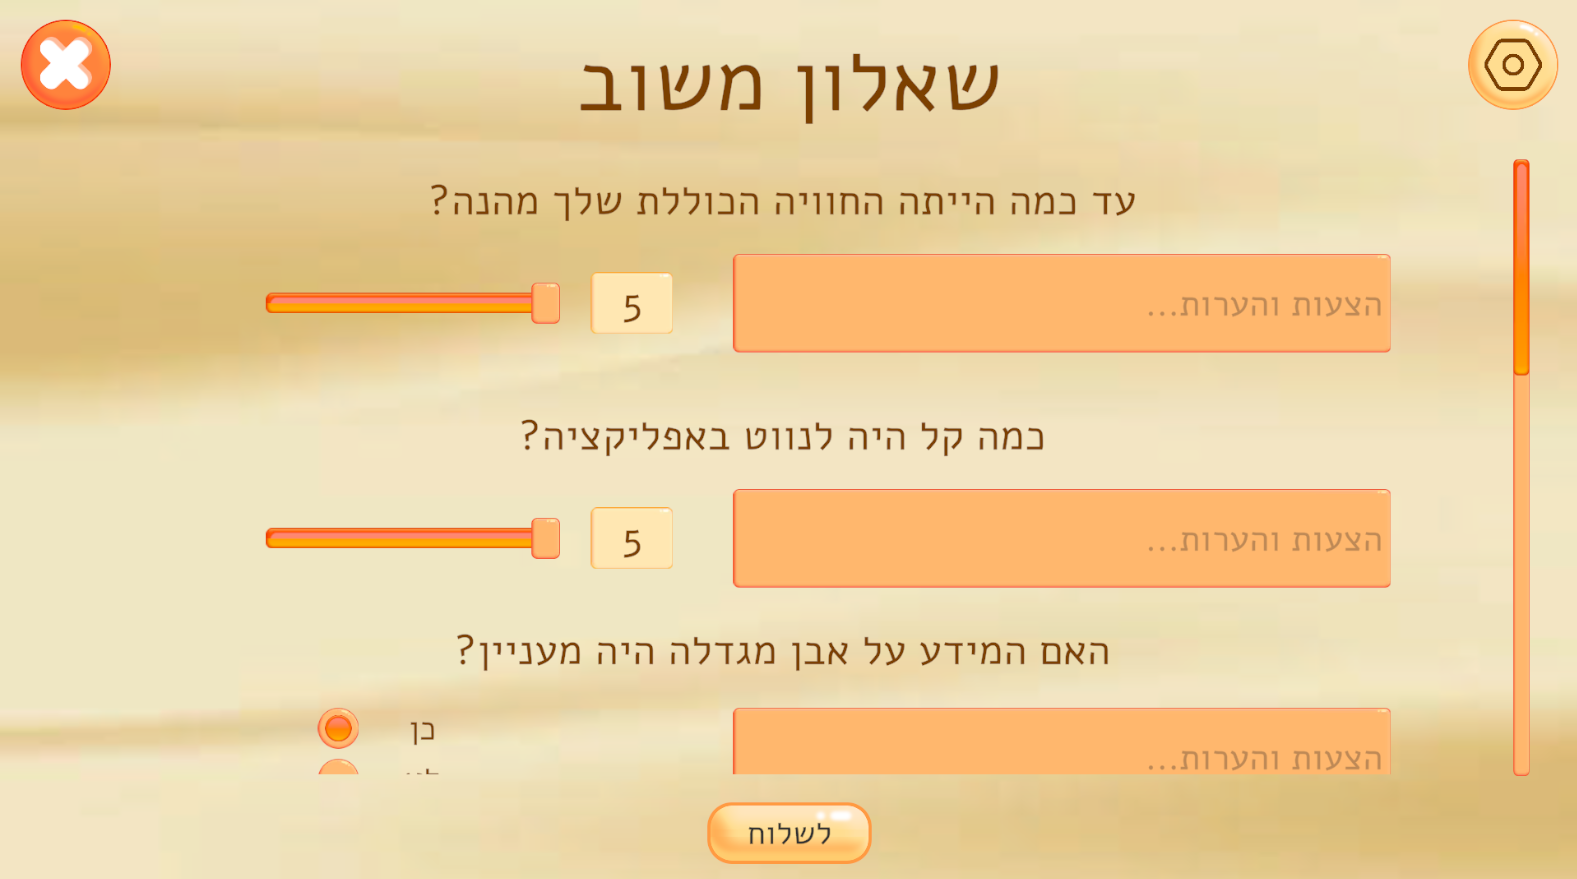 שאלון משוב
עד כמה הייתה החוויה הכוללת שלך מהנה?
הצעות והערות...
5
כמה קל היה לנווט באפליקציה?
הצעות והערות...
5
האם המידע על אבן מגדלה היה מעניין?
הצעות והערות...
כן
לשלוח